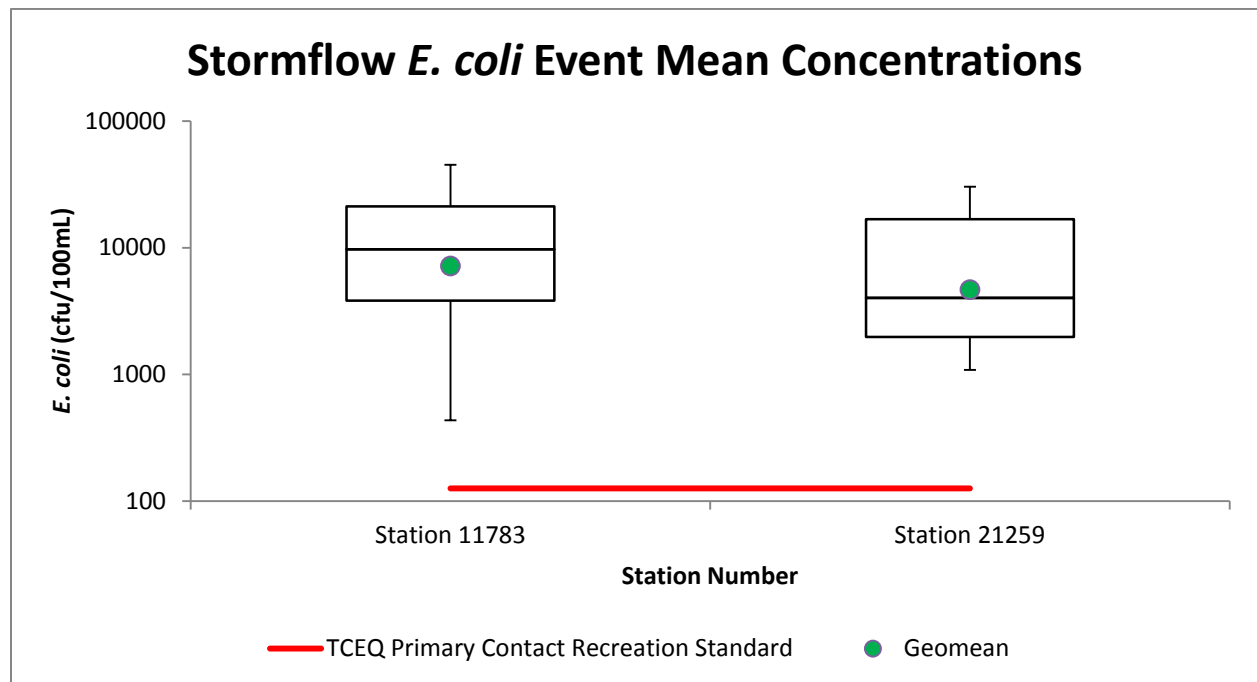 Stormflow E. coli Event Mean Concentrations
100000
10000
1000
100
E. coli (cfu/100mL)
Station 11783
Station 21259
Station Number
TCEQ Primary Contact Recreation Standard
Geomean